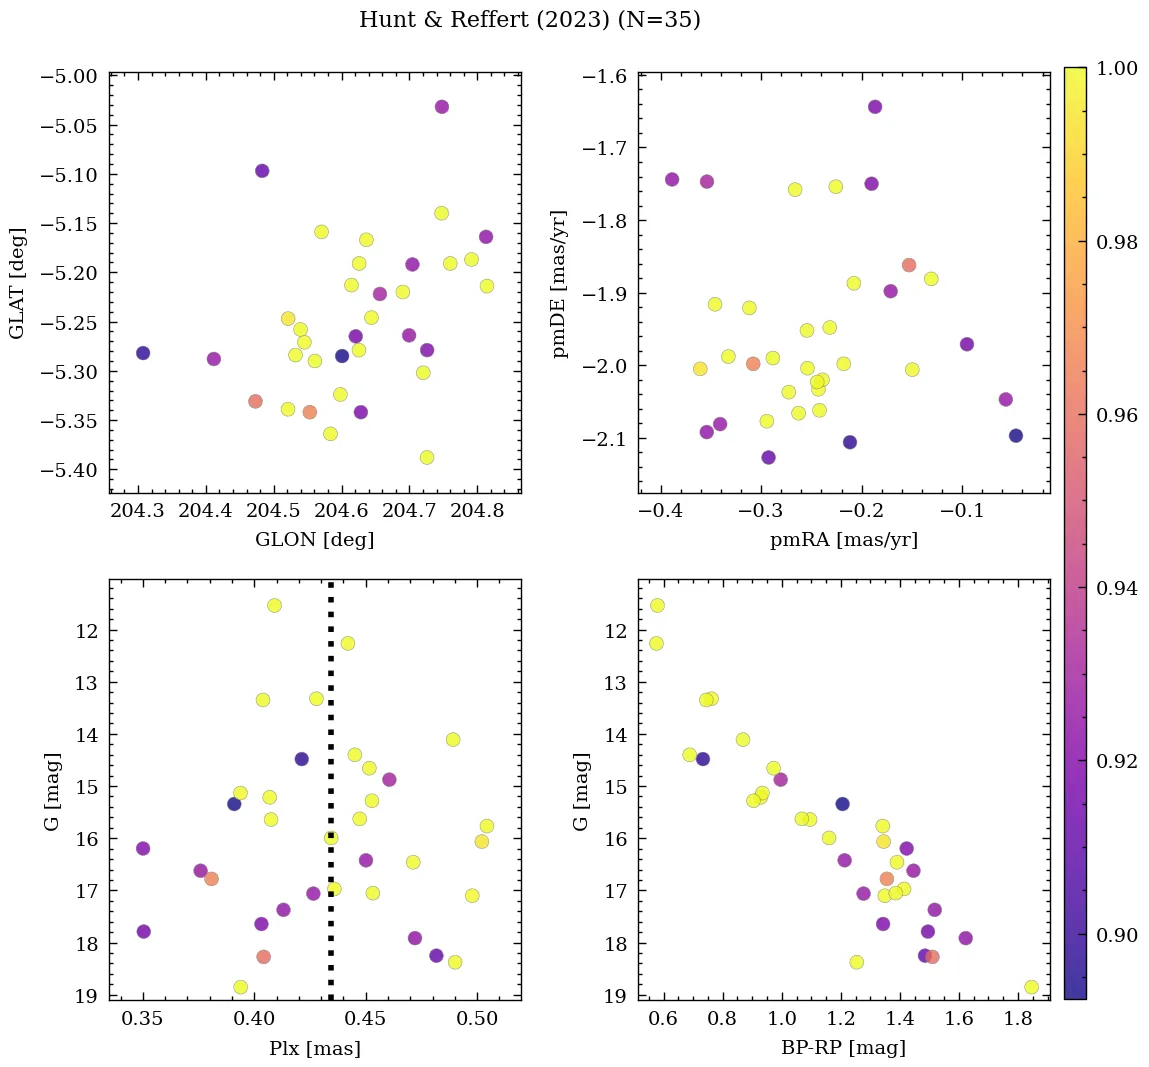 Hunt & Reffert (2023) (N=35)
−5.00
−5.05
−5.10
−5.15
−5.20
−5.25
−5.30
−5.35
−5.40
GLAT [deg]
204.3 204.4 204.5 204.6 204.7 204.8
GLON [deg]
−1.6
−1.7
−1.8
−1.9
−2.0
−2.1
pmDE [mas/yr]
−0.4 −0.3 −0.2 −0.1
pmRA [mas/yr]
12
13
14
15
16
17
18
19
G [mag]
0.35 0.40 0.45 0.50
Plx [mas]
12
13
14
15
16
17
18
19
G [mag]
0.6 0.8 1.0 1.2 1.4 1.6 1.8
BP-RP [mag]
1.00
0.98
0.96
0.94
0.92
0.90